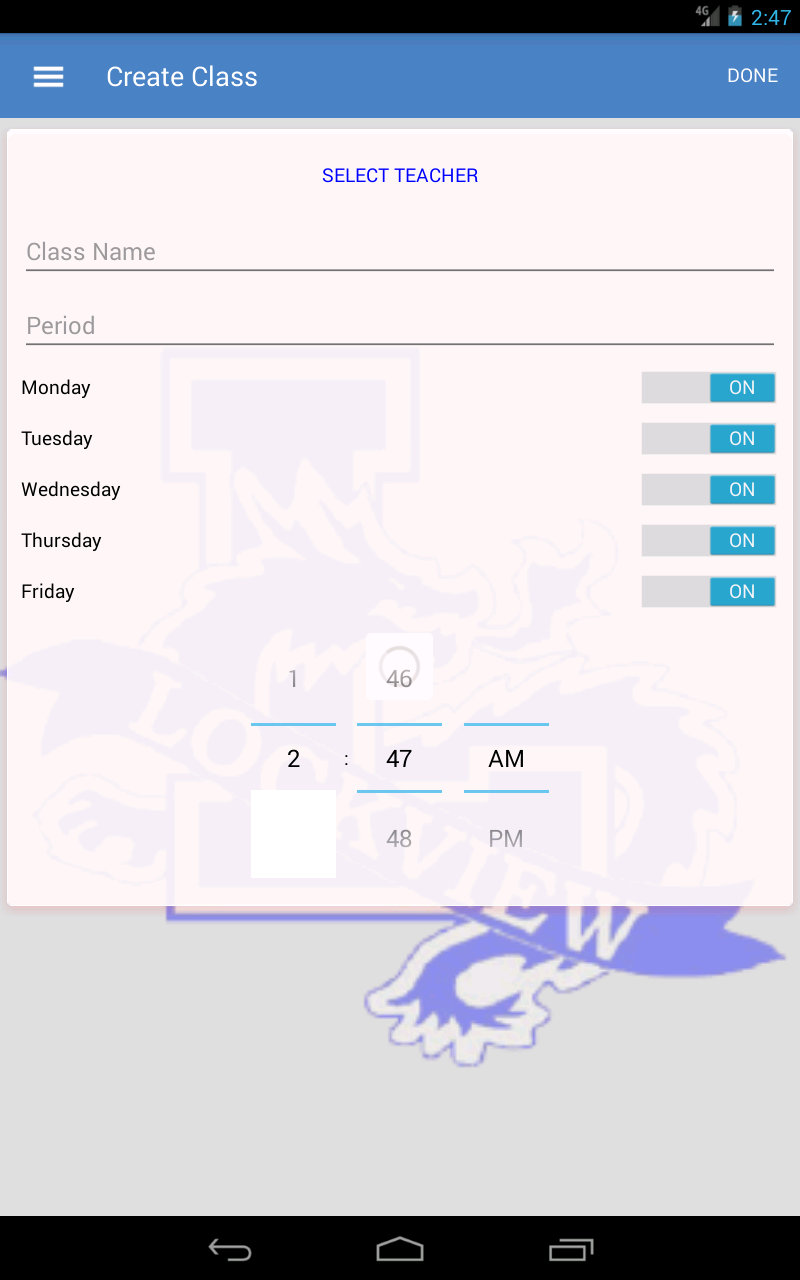 4G 2:47
Create Class DONE
SELECT TEACHER
Class Name
Period
Monday ON
Tuesday ON
Wednesday ON
Thursday ON
Friday ON
1 46
2 : 47 AM
48 PM
LOCKVIEW